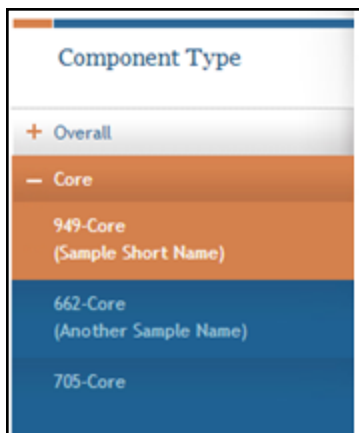 Component Type
+ Overall
– Core
949-Core
(Sample Short Name)
662-Core
(Another Sample Name)
705-Core